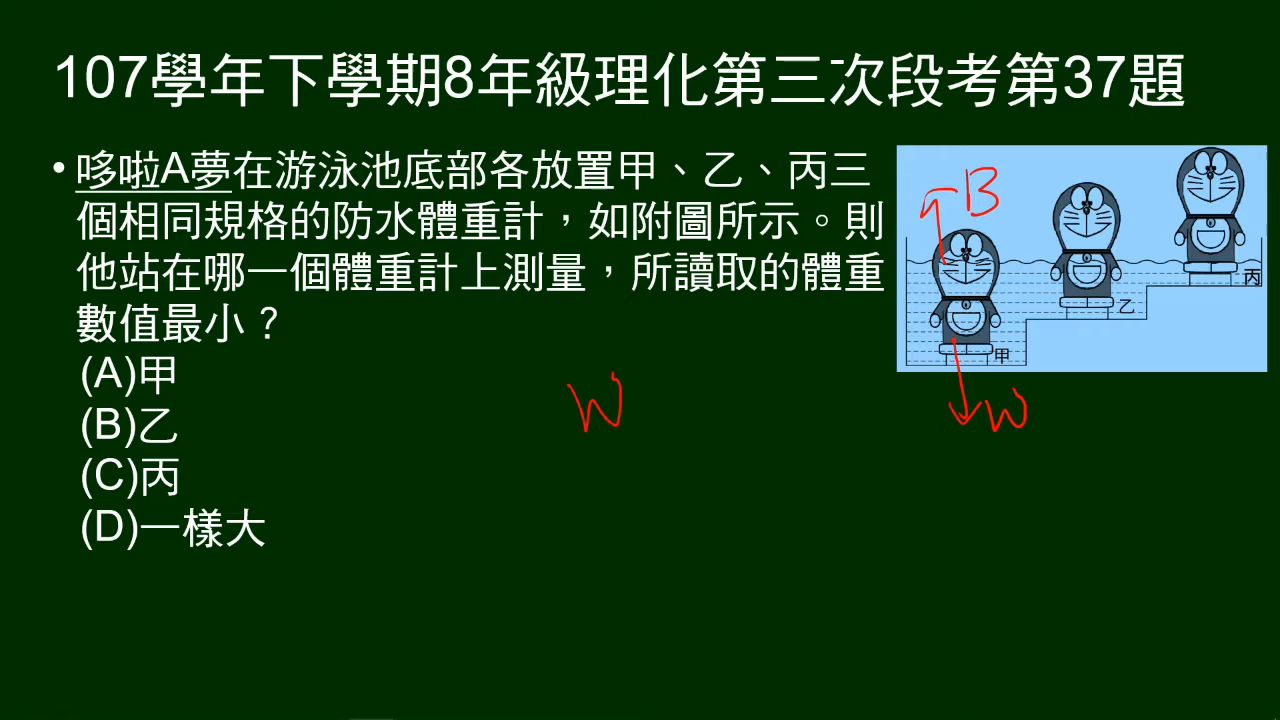 107學年下學期8年級理化第三次段考第37題
•哆啦A夢在游泳池底部各放置甲、乙、丙三
個相同規格的防水體重計，如附圖所示。則
他站在哪一個體重計上測量，所讀取的體重
數值最小？
(A)甲
(B)乙
(C)丙
(D)一樣大
B
丙
乙
甲
W
W